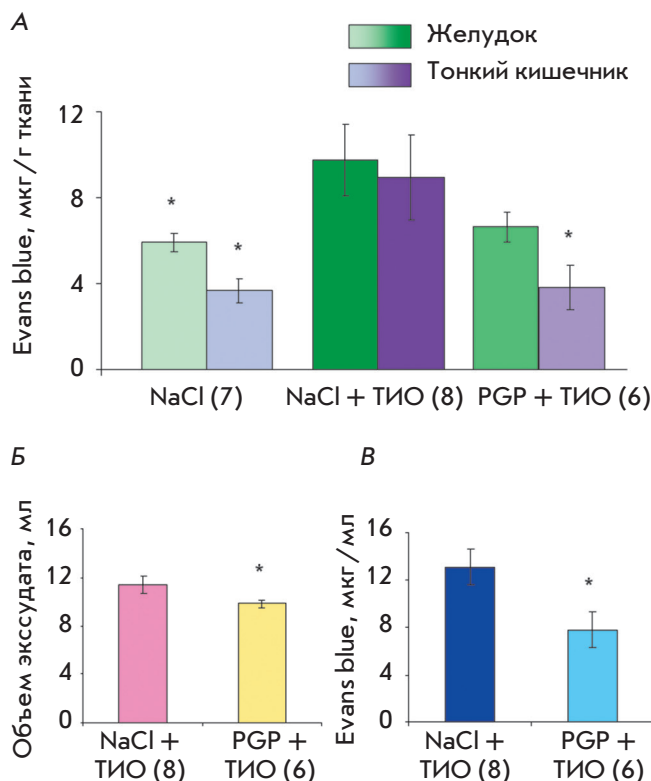 А
Желудок
Тонкий кишечник
Evans blue, мкг/г ткани
12
8
4
0
*
*
*
NaCl (7)
NaCl + ТИО (8)
PGP + ТИО (6)
Б
Объем экссудата, мл
16
12
8
4
0
*
NaCl +
ТИО (8)
PGP +
ТИО (6)
В
Evans blue, мкг/мл
16
12
8
4
0
*
NaCl +
ТИО (8)
PGP +
ТИО (6)